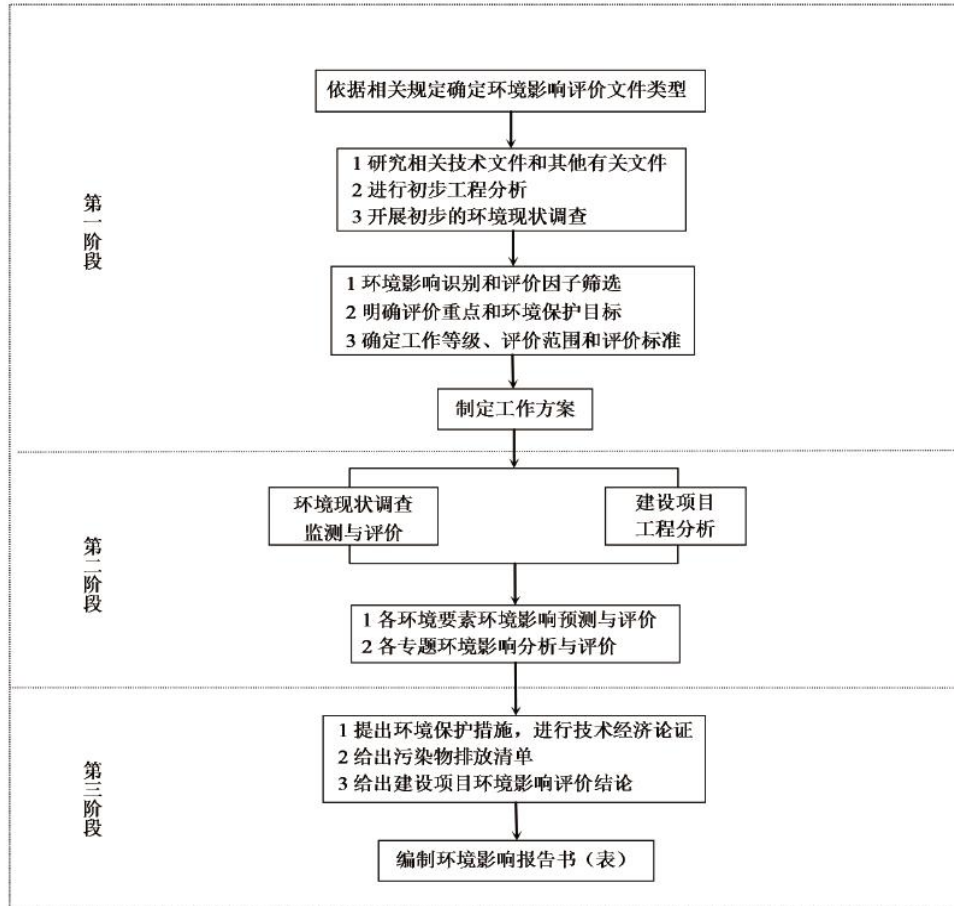 第一阶段
依据相关规定确定环境影响评价文件类型
1 研究相关技术文件和其他有关文件
2 进行初步工程分析
3 开展初步的环境现状调查
1 环境影响识别和评价因子筛选
2 明确评价重点和环境保护目标
3 确定工作等级、评价范围和评价标准
制定工作方案
第二阶段
环境现状调查
监测与评价
建设项目
工程分析
1 各环境要素环境影响预测与评价
2 各专题环境影响分析与评价
第三阶段
1 提出环境保护措施，进行技术经济论证
2 给出污染物排放清单
3 给出建设项目环境影响评价结论
编制环境影响报告书（表）